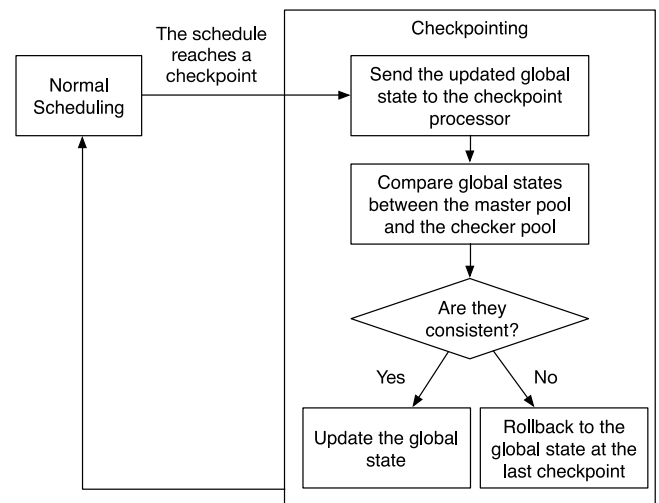 The schedule
reaches a
checkpoint
Normal
Scheduling
Checkpointing
Send the updated global
state to the checkpoint
processor
Compare global states
between the master pool
and the checker pool
Are they
consistent?
Yes
No
Update the global
state
Rollback to the
global state at the
last checkpoint